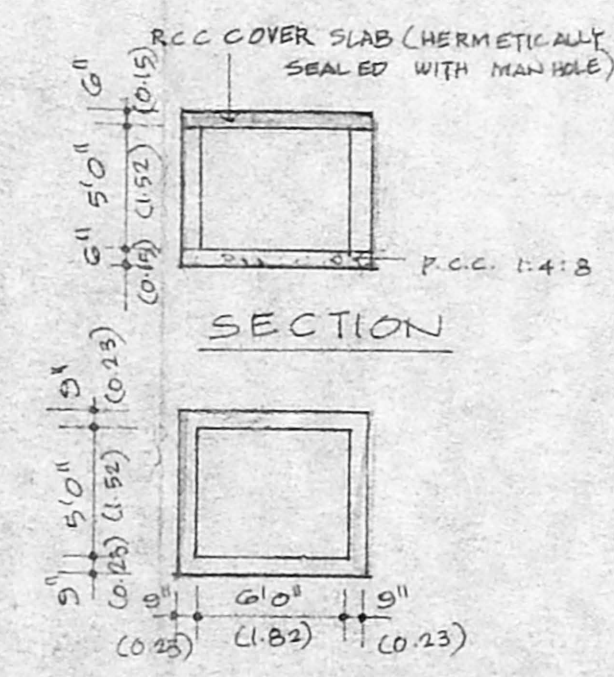 RCC COVER SLAB (HERMETICALLY
SEALED WITH MANHOLE)
6" (0.15)
5'0" (1.52)
6" (0.15)
P.C.C. 1:4:8
SECTION
9" (0.23)
5'0" (1.52)
9" (0.23)
9" 6'0" 9"
(0.23) (1.82) (0.23)